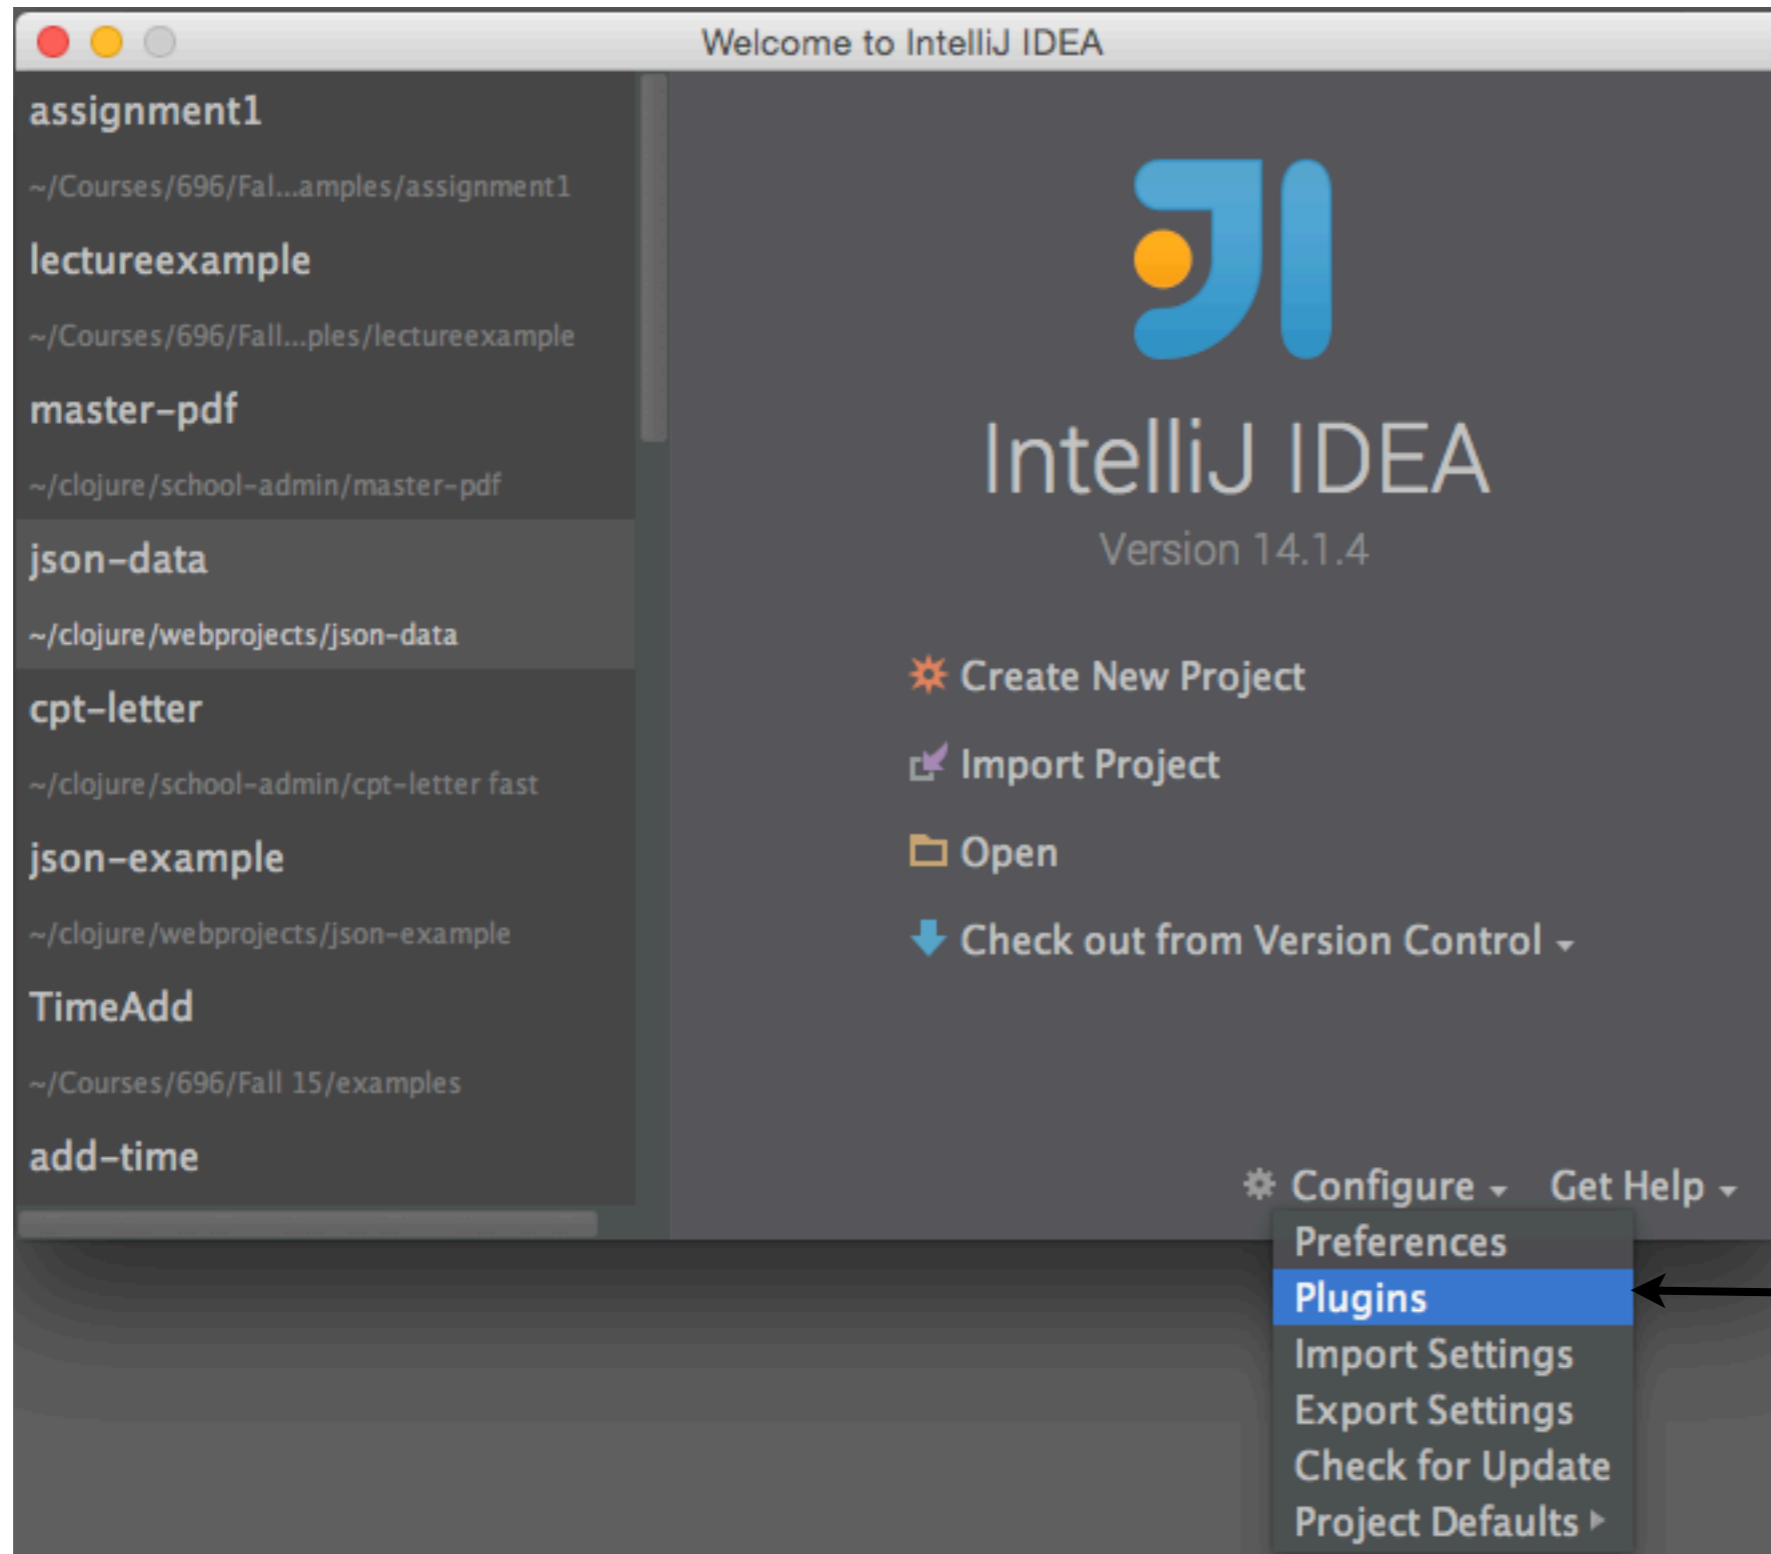 Welcome to IntelliJ IDEA
assignment1
~/Courses/696/Fal...amples/assignment1
lectureexample
~/Courses/696/Fall...ples/lectureexample
master-pdf
~/clojure/school-admin/master-pdf
json-data
~/clojure/webprojects/json-data
cpt-letter
~/clojure/school-admin/cpt-letter fast
json-example
~/clojure/webprojects/json-example
TimeAdd
~/Courses/696/Fall 15/examples
add-time
IntelliJ IDEA
Version 14.1.4
Create New Project
Import Project
Open
Check out from Version Control
Configure Get Help
Preferences
Plugins
Import Settings
Export Settings
Check for Update
Project Defaults